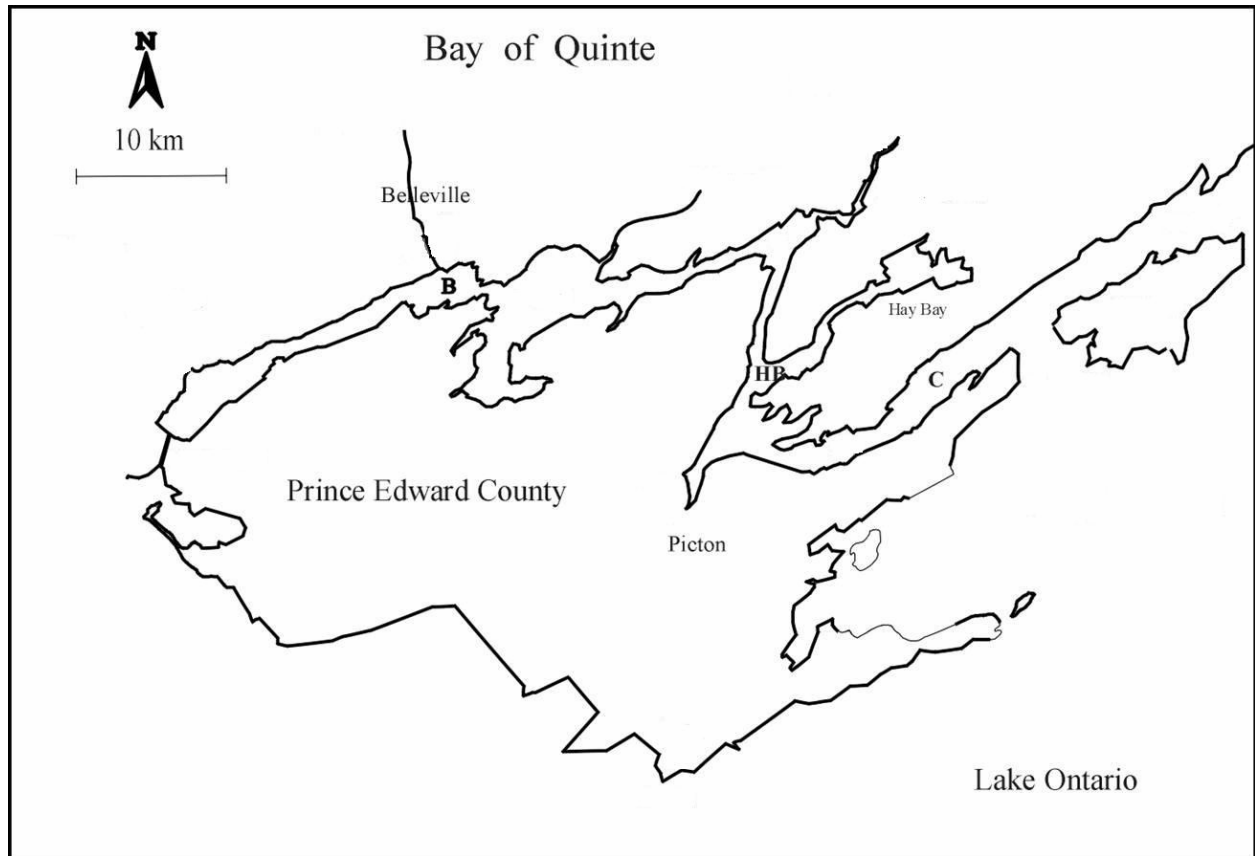 N
Bay of Quinte
10 km
Belleville
B
Hay Bay
HB
C
Prince Edward County
Picton
Lake Ontario